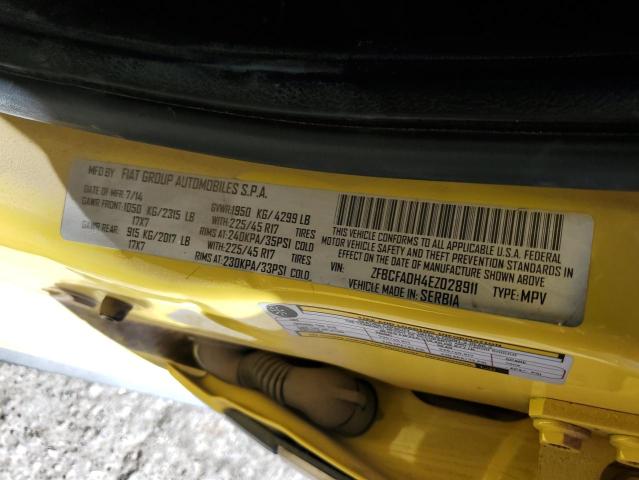 MFD BY: FIAT GROUP AUTOMOBILES S.P.A.
DATE OF MFR. 7/14 GVWR: 1950 KG/4299 LB
GAWR FRONT: 1050 KG/2315 LB WITH 225/45 R17 TIRES
17X7 RIMS AT: 240KPA/35PSI COLD
GAWR REAR: 915 KG/2017 LB WITH 225/45 R17 TIRES
17X7 RIMS AT: 230KPA/33PSI COLD
THIS VEHICLE CONFORMS TO ALL APPLICABLE U.S.A. FEDERAL
MOTOR VEHICLE SAFETY AND THEFT PREVENTION STANDARDS IN
EFFECT ON THE DATE OF MANUFACTURE SHOWN ABOVE
VIN: ZFBCFADH4EZ028911 TYPE: MPV
VEHICLE MADE IN: SERBIA